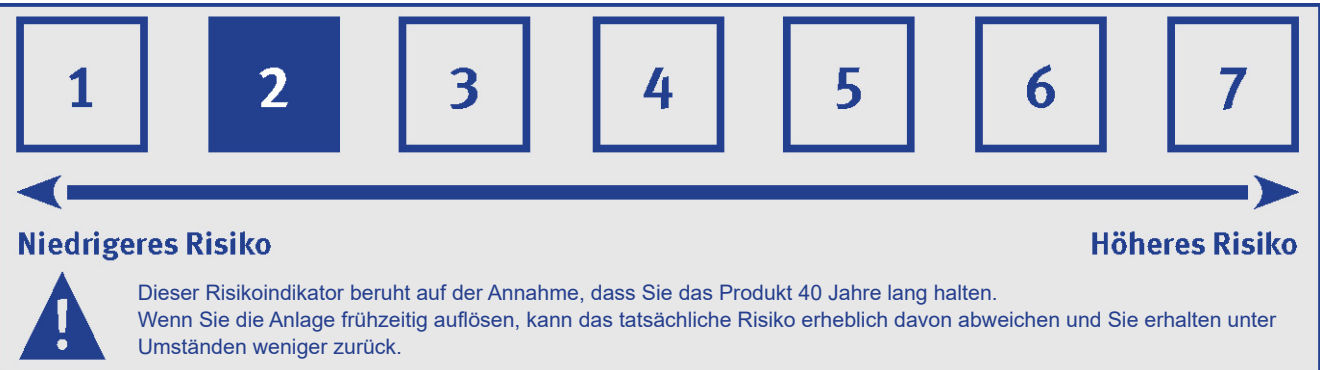 1 2 3 4 5 6 7
Niedrigeres Risiko Höheres Risiko
!
Dieser Risikoindikator beruht auf der Annahme, dass Sie das Produkt 40 Jahre lang halten.
Wenn Sie die Anlage frühzeitig auflösen, kann das tatsächliche Risiko erheblich davon abweichen und Sie erhalten unter
Umständen weniger zurück.